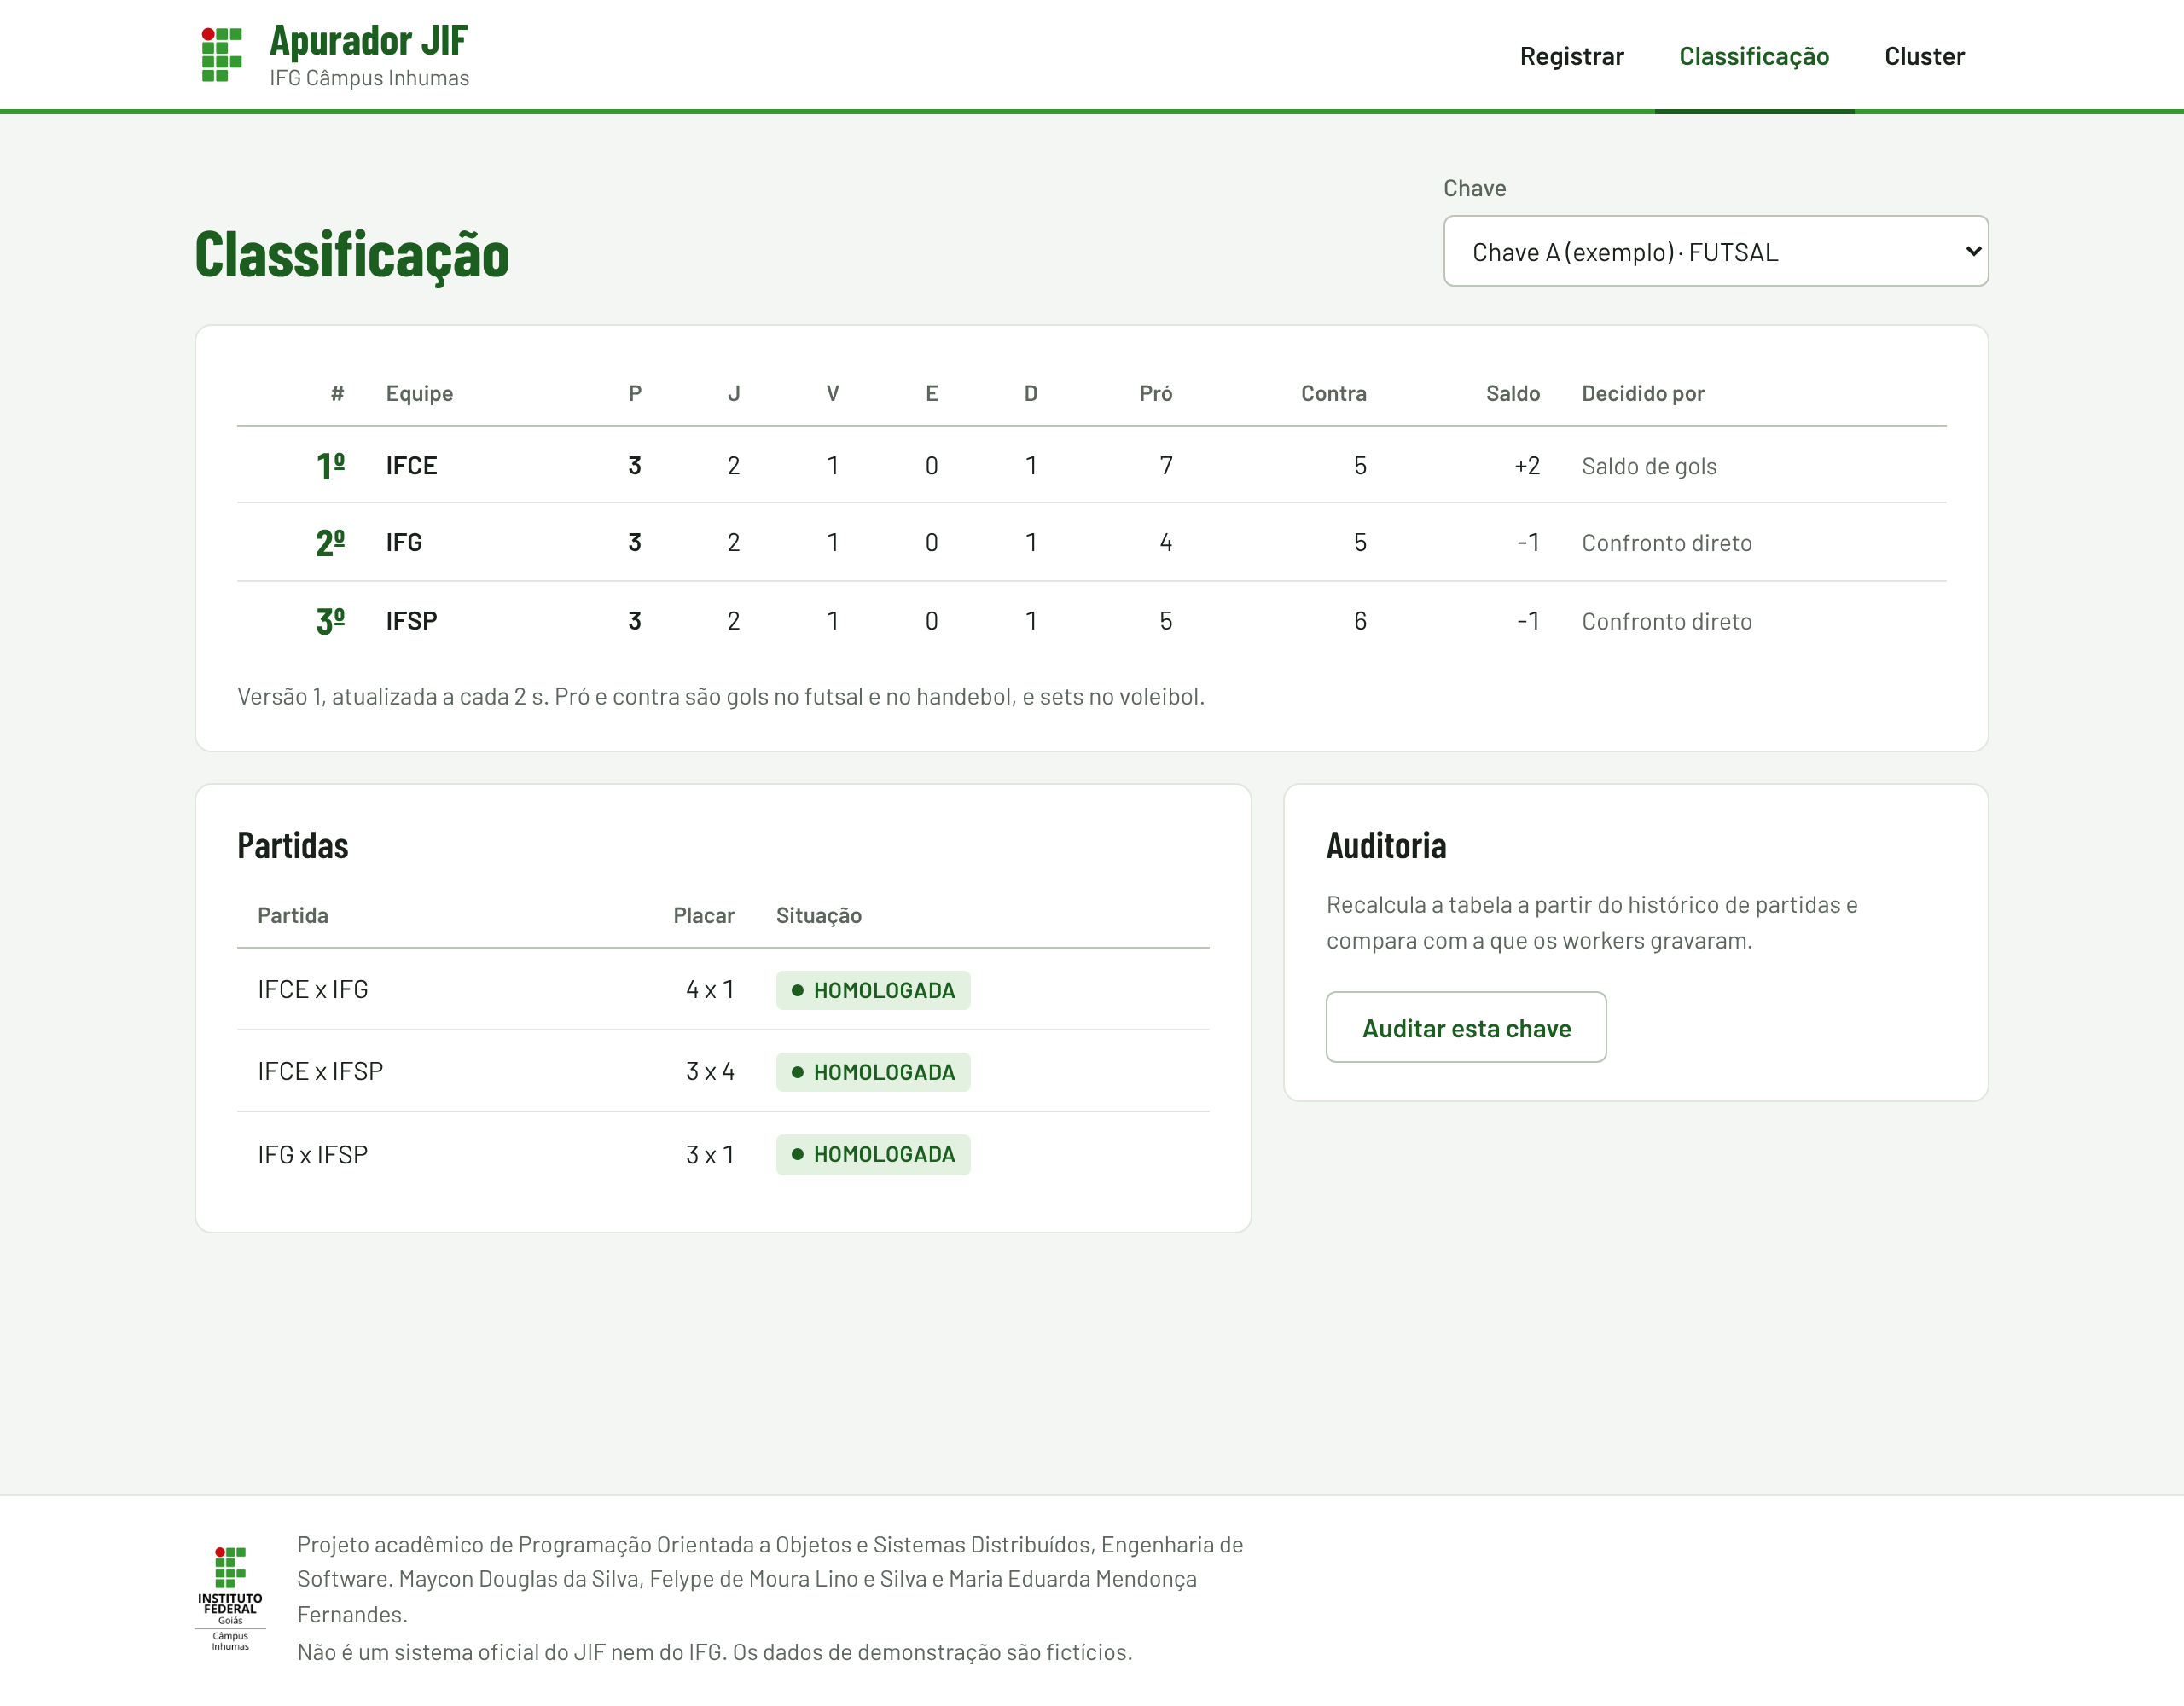 Apurador JIF
IFG Câmpus Inhumas
Registrar Classificação Cluster
Chave
Classificação
Chave A (exemplo) · FUTSAL
# Equipe P J V E D Pró Contra Saldo Decidido por
1º IFCE 3 2 1 0 1 7 5 +2 Saldo de gols
2º IFG 3 2 1 0 1 4 5 -1 Confronto direto
3º IFSP 3 2 1 0 1 5 6 -1 Confronto direto
Versão 1, atualizada a cada 2 s. Pró e contra são gols no futsal e no handebol, e sets no voleibol.
Partidas
Partida Placar Situação
IFCE x IFG 4 x 1 HOMOLOGADA
IFCE x IFSP 3 x 4 HOMOLOGADA
IFG x IFSP 3 x 1 HOMOLOGADA
Auditoria
Recalcula a tabela a partir do histórico de partidas e
compara com a que os workers gravaram.
Auditar esta chave
INSTITUTO
FEDERAL
Goiás
Câmpus
Inhumas
Projeto acadêmico de Programação Orientada a Objetos e Sistemas Distribuídos, Engenharia de
Software. Maycon Douglas da Silva, Felype de Moura Lino e Silva e Maria Eduarda Mendonça
Fernandes.
Não é um sistema oficial do JIF nem do IFG. Os dados de demonstração são fictícios.